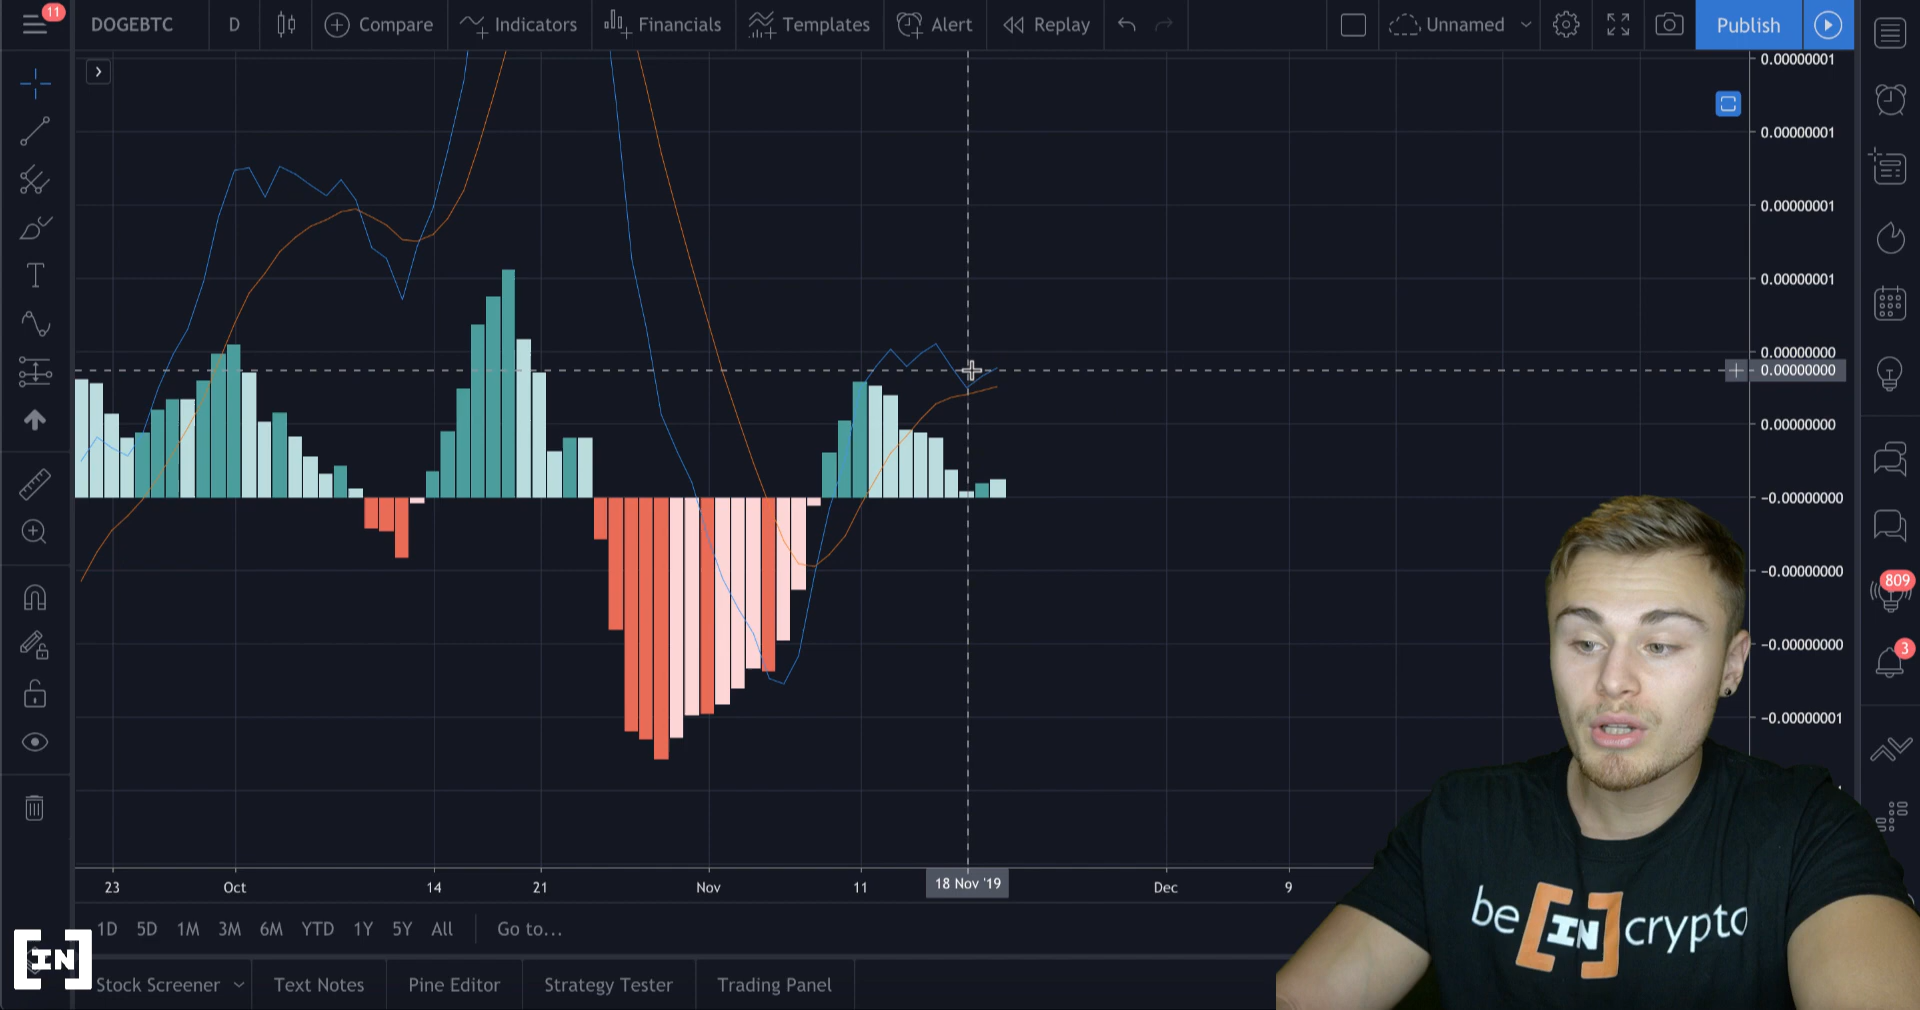 11
DOGEBTC D Compare Indicators Financials Templates Alert Replay Unnamed Publish
0.00000001
0.00000001
0.00000001
0.00000001
0.00000000
0.00000000
0.00000000
-0.00000000
-0.00000000
-0.00000000
-0.00000001
809
3
23 Oct 14 21 Nov 11 18 Nov '19 Dec 9
1D 5D 1M 3M 6M YTD 1Y 5Y All Go to...
[IN]
Stock Screener Text Notes Pine Editor Strategy Tester Trading Panel
be[IN]crypto